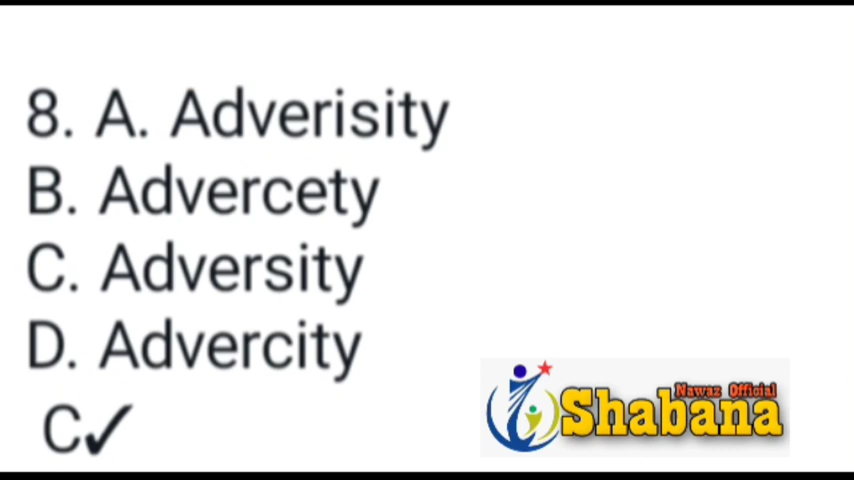 8. A. Adverisity
B. Advercety
C. Adversity
D. Advercity
C✓
Nawaz Official
Shabana